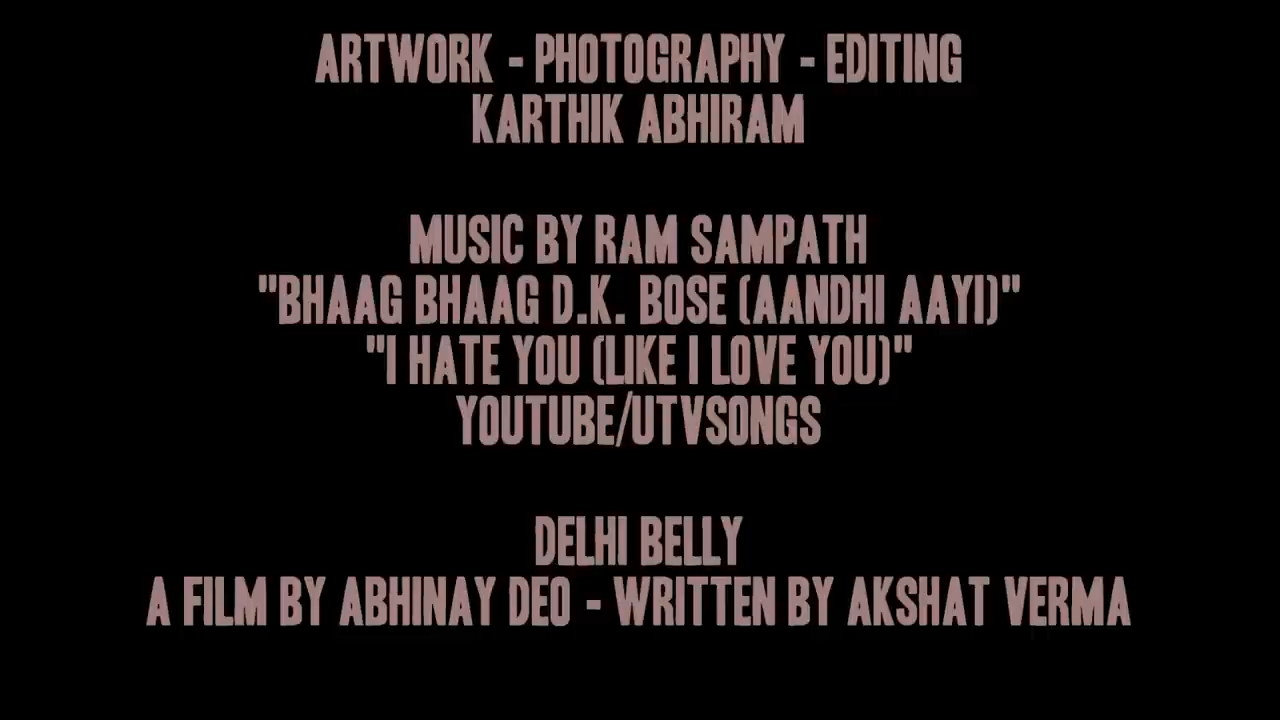 ARTWORK - PHOTOGRAPHY - EDITING
KARTHIK ABHIRAM
MUSIC BY RAM SAMPATH
"BHAAG BHAAG D.K. BOSE (AANDHI AAYI)"
"I HATE YOU (LIKE I LOVE YOU)"
YOUTUBE/UTVSONGS
DELHI BELLY
A FILM BY ABHINAY DEO - WRITTEN BY AKSHAT VERMA